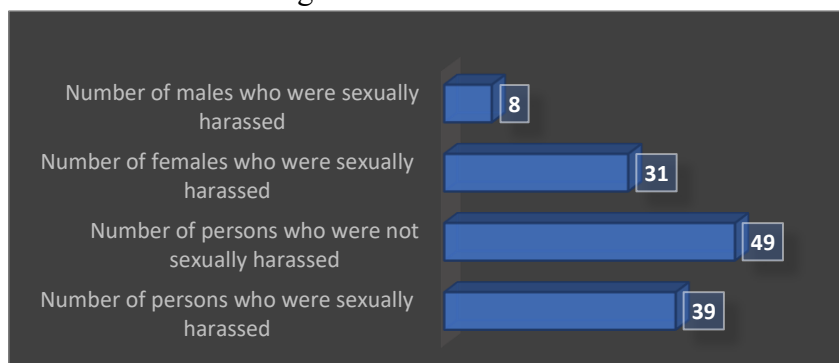 Number of males who were sexually
harassed
8
Number of females who were sexually
harassed
31
Number of persons who were not
sexually harassed
49
Number of persons who were sexually
harassed
39